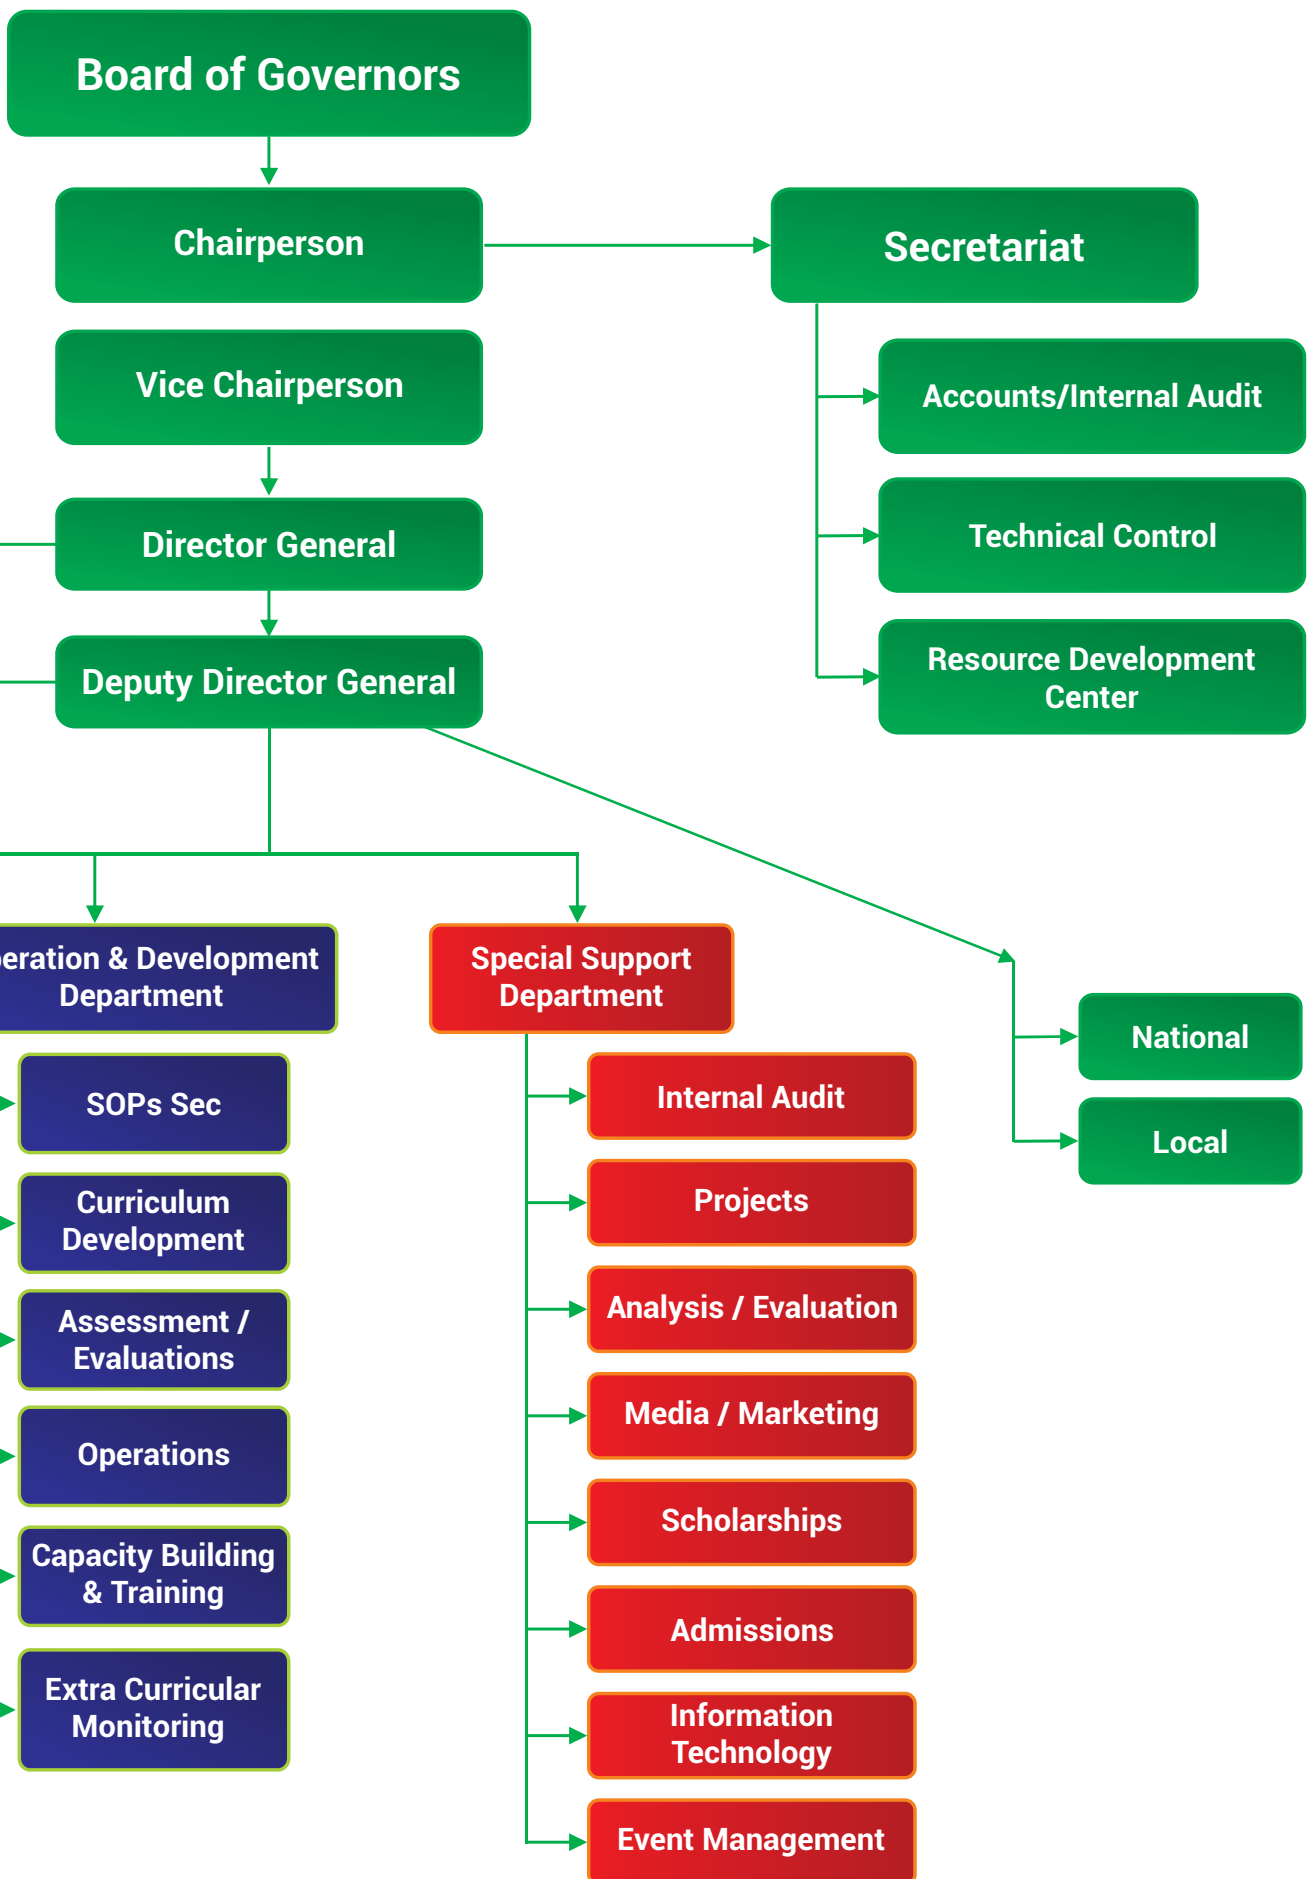 Board of Governors
Chairperson
Secretariat
Vice Chairperson
Accounts/Internal Audit
Director General
Technical Control
Deputy Director General
Resource Development
Center
& Development
Department
Special Support
Department
National
Local
SOPs Sec
Curriculum
Development
Assessment /
Evaluations
Operations
Capacity Building
& Training
Extra Curricular
Monitoring
Internal Audit
Projects
Analysis / Evaluation
Media / Marketing
Scholarships
Admissions
Information
Technology
Event Management